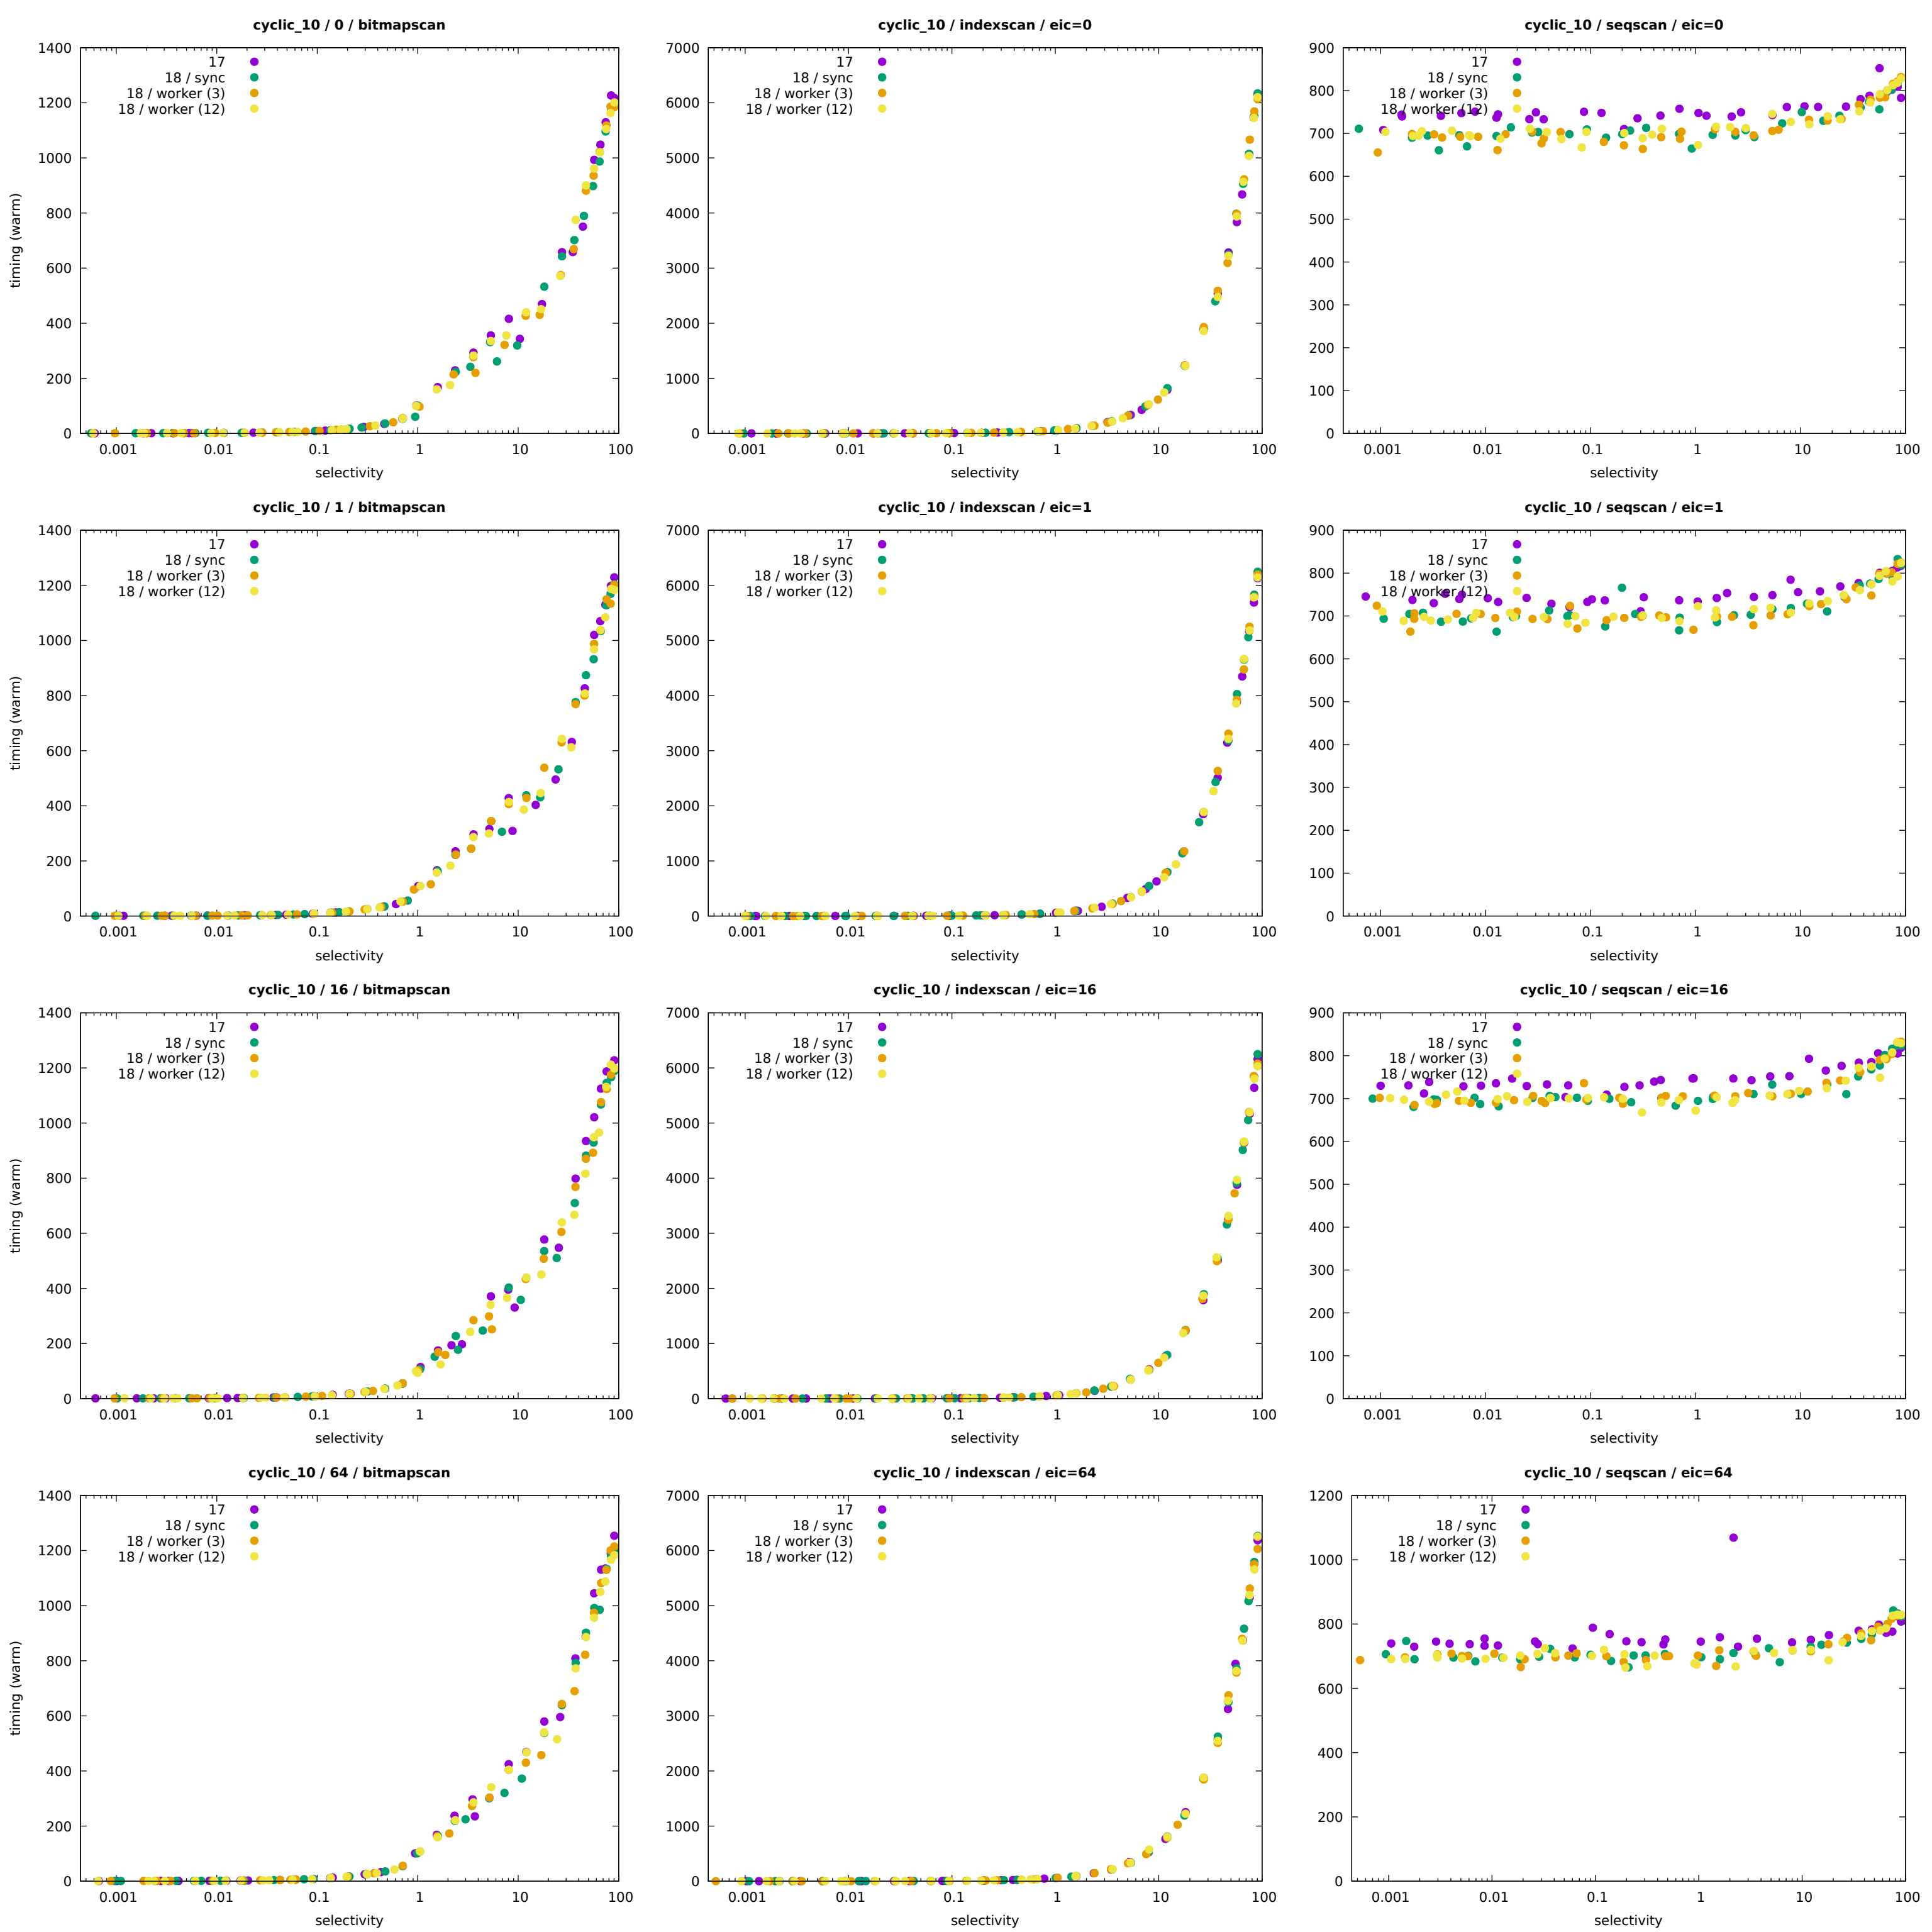 cyclic_10 / 0 / bitmapscan
1400
1200
1000
800
600
400
200
0
timing (warm)
17
18 / sync
18 / worker (3)
18 / worker (12)
0.001 0.01 0.1 1 10 100
selectivity
cyclic_10 / indexscan / eic=0
7000
6000
5000
4000
3000
2000
1000
0
17
18 / sync
18 / worker (3)
18 / worker (12)
0.001 0.01 0.1 1 10 100
selectivity
cyclic_10 / seqscan / eic=0
900
800
700
600
500
400
300
200
100
0
17
18 / sync
18 / worker (3)
18 / worker (12)
0.001 0.01 0.1 1 10 100
selectivity
cyclic_10 / 1 / bitmapscan
1400
1200
1000
800
600
400
200
0
timing (warm)
17
18 / sync
18 / worker (3)
18 / worker (12)
0.001 0.01 0.1 1 10 100
selectivity
cyclic_10 / indexscan / eic=1
7000
6000
5000
4000
3000
2000
1000
0
17
18 / sync
18 / worker (3)
18 / worker (12)
0.001 0.01 0.1 1 10 100
selectivity
cyclic_10 / seqscan / eic=1
900
800
700
600
500
400
300
200
100
0
17
18 / sync
18 / worker (3)
18 / worker (12)
0.001 0.01 0.1 1 10 100
selectivity
cyclic_10 / 16 / bitmapscan
1400
1200
1000
800
600
400
200
0
timing (warm)
17
18 / sync
18 / worker (3)
18 / worker (12)
0.001 0.01 0.1 1 10 100
selectivity
cyclic_10 / indexscan / eic=16
7000
6000
5000
4000
3000
2000
1000
0
17
18 / sync
18 / worker (3)
18 / worker (12)
0.001 0.01 0.1 1 10 100
selectivity
cyclic_10 / seqscan / eic=16
900
800
700
600
500
400
300
200
100
0
17
18 / sync
18 / worker (3)
18 / worker (12)
0.001 0.01 0.1 1 10 100
selectivity
cyclic_10 / 64 / bitmapscan
1400
1200
1000
800
600
400
200
0
timing (warm)
17
18 / sync
18 / worker (3)
18 / worker (12)
0.001 0.01 0.1 1 10 100
selectivity
cyclic_10 / indexscan / eic=64
7000
6000
5000
4000
3000
2000
1000
0
17
18 / sync
18 / worker (3)
18 / worker (12)
0.001 0.01 0.1 1 10 100
selectivity
cyclic_10 / seqscan / eic=64
1200
1000
800
600
400
200
0
17
18 / sync
18 / worker (3)
18 / worker (12)
0.001 0.01 0.1 1 10 100
selectivity